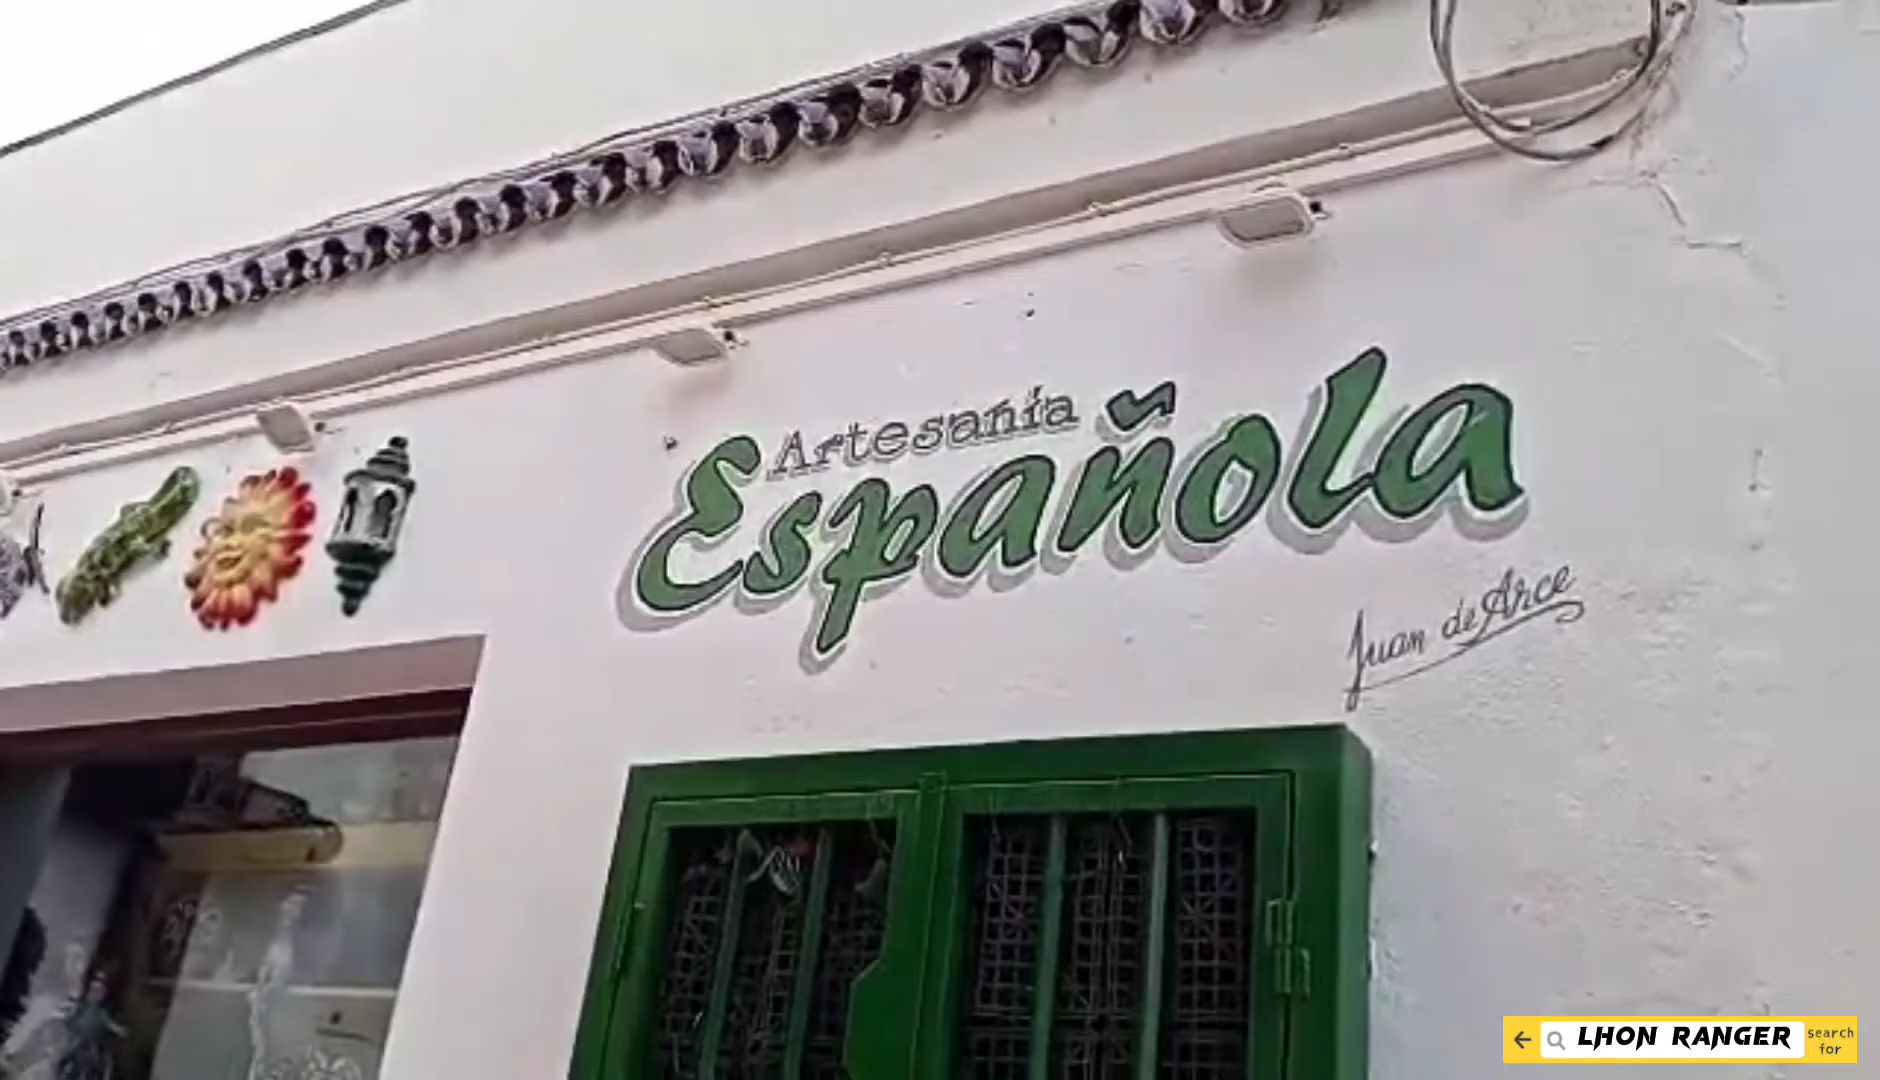 Artesanía
Española
Juan de Arce
LHON RANGER
search
for